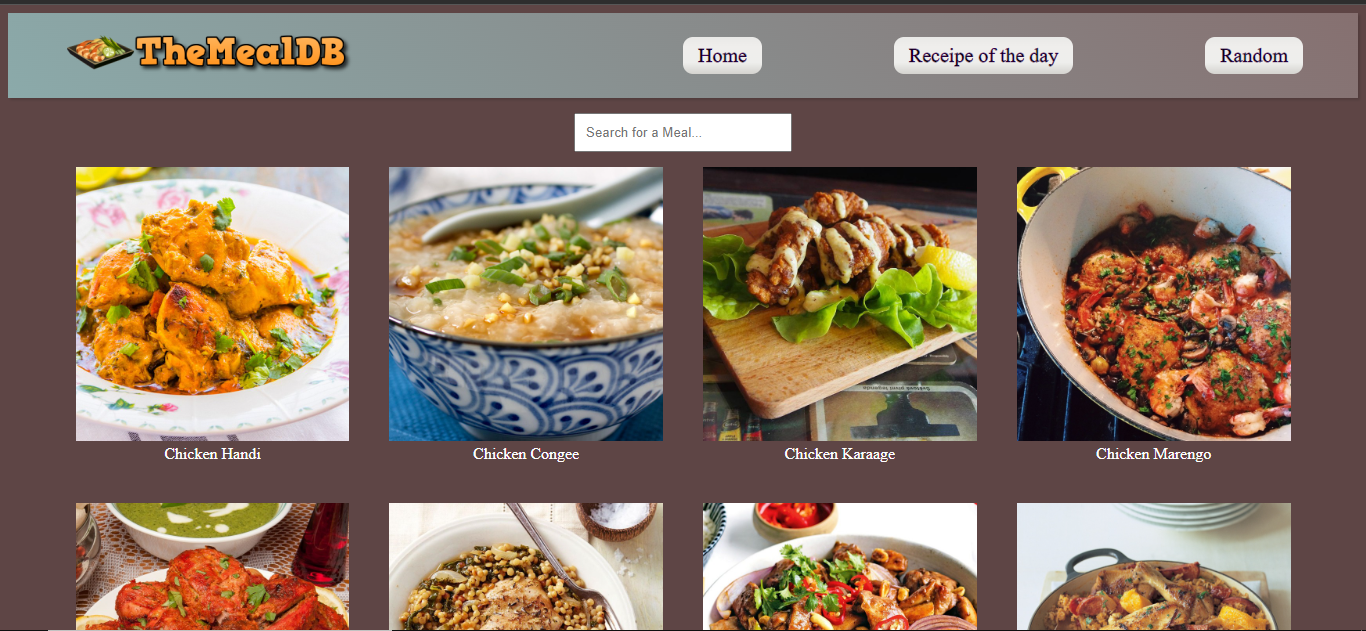 TheMealDB
Home
Receipe of the day
Random
Search for a Meal...
Chicken Handi
Chicken Congee
Chicken Karaage
Chicken Marengo